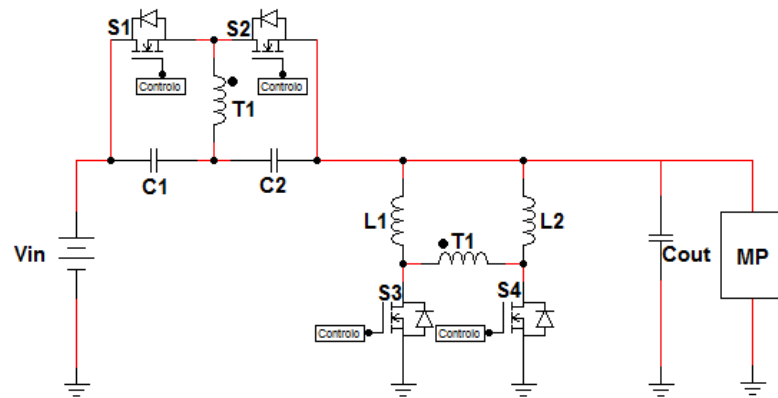 S1
S2
Controlo
Controlo
T1
C1
C2
Vin
L1
L2
T1
Cout
MP
S3
S4
Controlo
Controlo